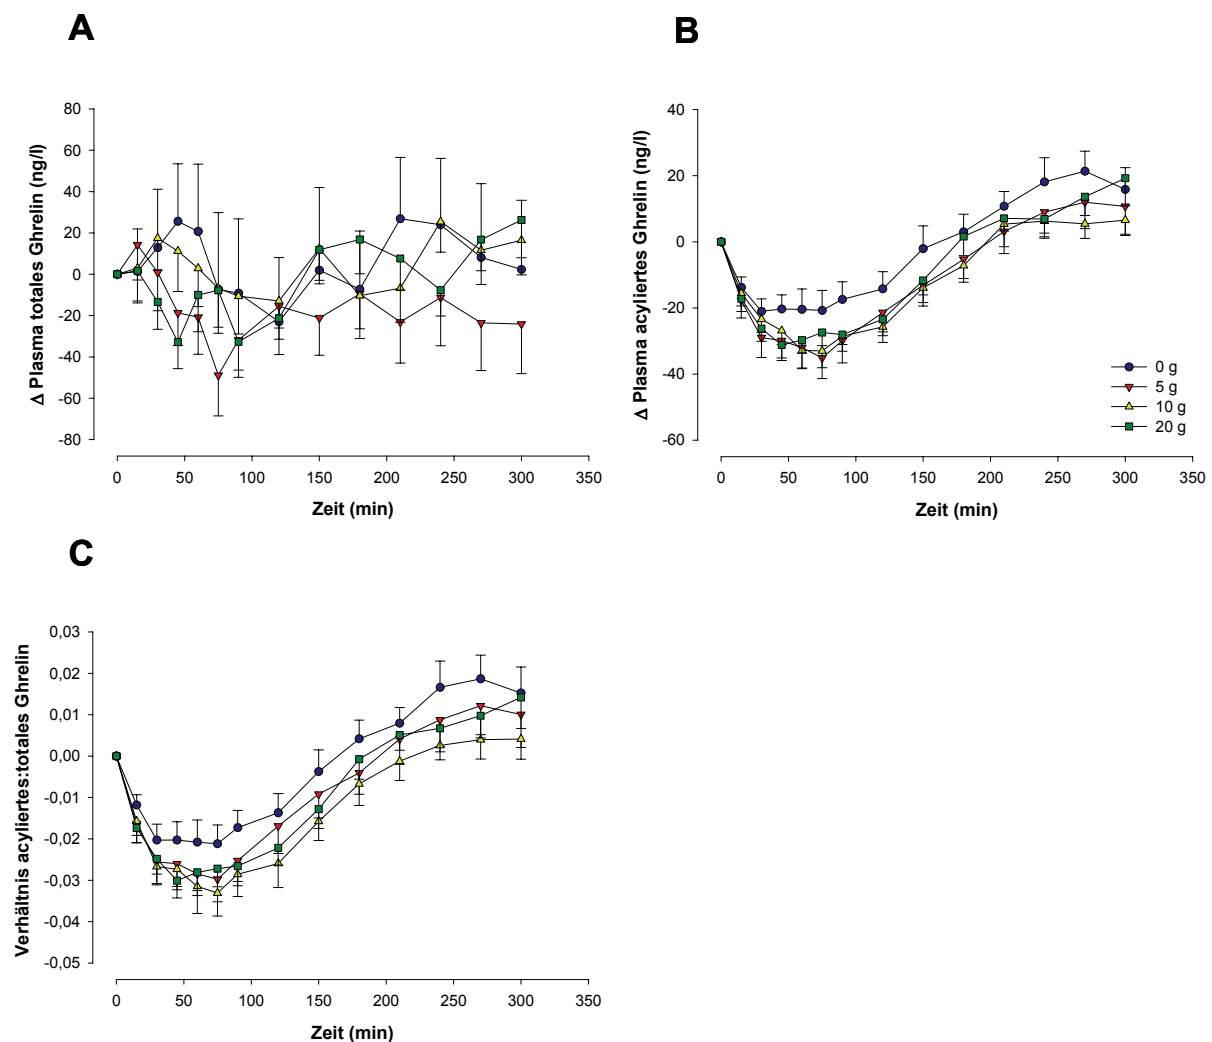 A
B
Δ Plasma totales Ghrelin (ng/l)
80
60
40
20
0
-20
-40
-60
-80
0 50 100 150 200 250 300 350
Zeit (min)
Δ Plasma acyliertes Ghrelin (ng/l)
40
20
0
-20
-40
-60
0 g
5 g
10 g
20 g
0 50 100 150 200 250 300 350
Zeit (min)
C
Verhältnis acyliertes:totales Ghrelin
0,03
0,02
0,01
0,00
-0,01
-0,02
-0,03
-0,04
-0,05
0 50 100 150 200 250 300 350
Zeit (min)